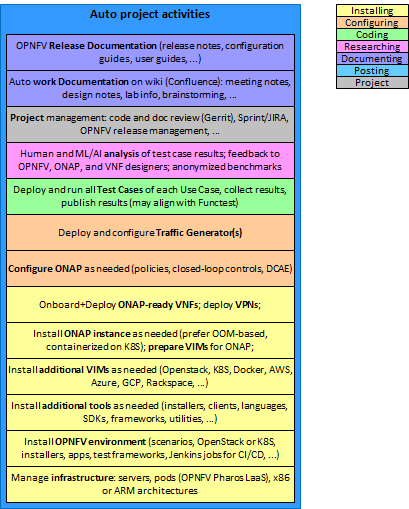 Auto project activities
OPNFV Release Documentation (release notes, configuration
guides, user guides, ...)
Auto work Documentation on wiki (Confluence): meeting notes,
design notes, lab info, brainstorming, ...
Project management: code and doc review (Gerrit), Sprint/JIRA,
OPNFV release management, ...
Human and ML/AI analysis of test case results; feedback to
OPNFV, ONAP, and VNF designers; anonymized benchmarks
Deploy and run all Test Cases of each Use Case, collect results,
publish results (may align with Functest)
Deploy and configure Traffic Generator(s)
Configure ONAP as needed (policies, closed-loop controls, DCAE)
Onboard+Deploy ONAP-ready VNFs; deploy VPNs;
Install ONAP instance as needed (prefer OOM-based,
containerized on K8S); prepare VIMs for ONAP;
Install additional VIMs as needed (Openstack, K8S, Docker, AWS,
Azure, GCP, Rackspace, ...)
Install additional tools as needed (installers, clients, languages,
SDKs, frameworks, utilities, ...)
Install OPNFV environment (scenarios, OpenStack or K8S,
installers, apps, test frameworks, Jenkins jobs for CI/CD, ...)
Manage infrastructure: servers, pods (OPNFV Pharos LaaS), x86
or ARM architectures
Installing
Configuring
Coding
Researching
Documenting
Posting
Project